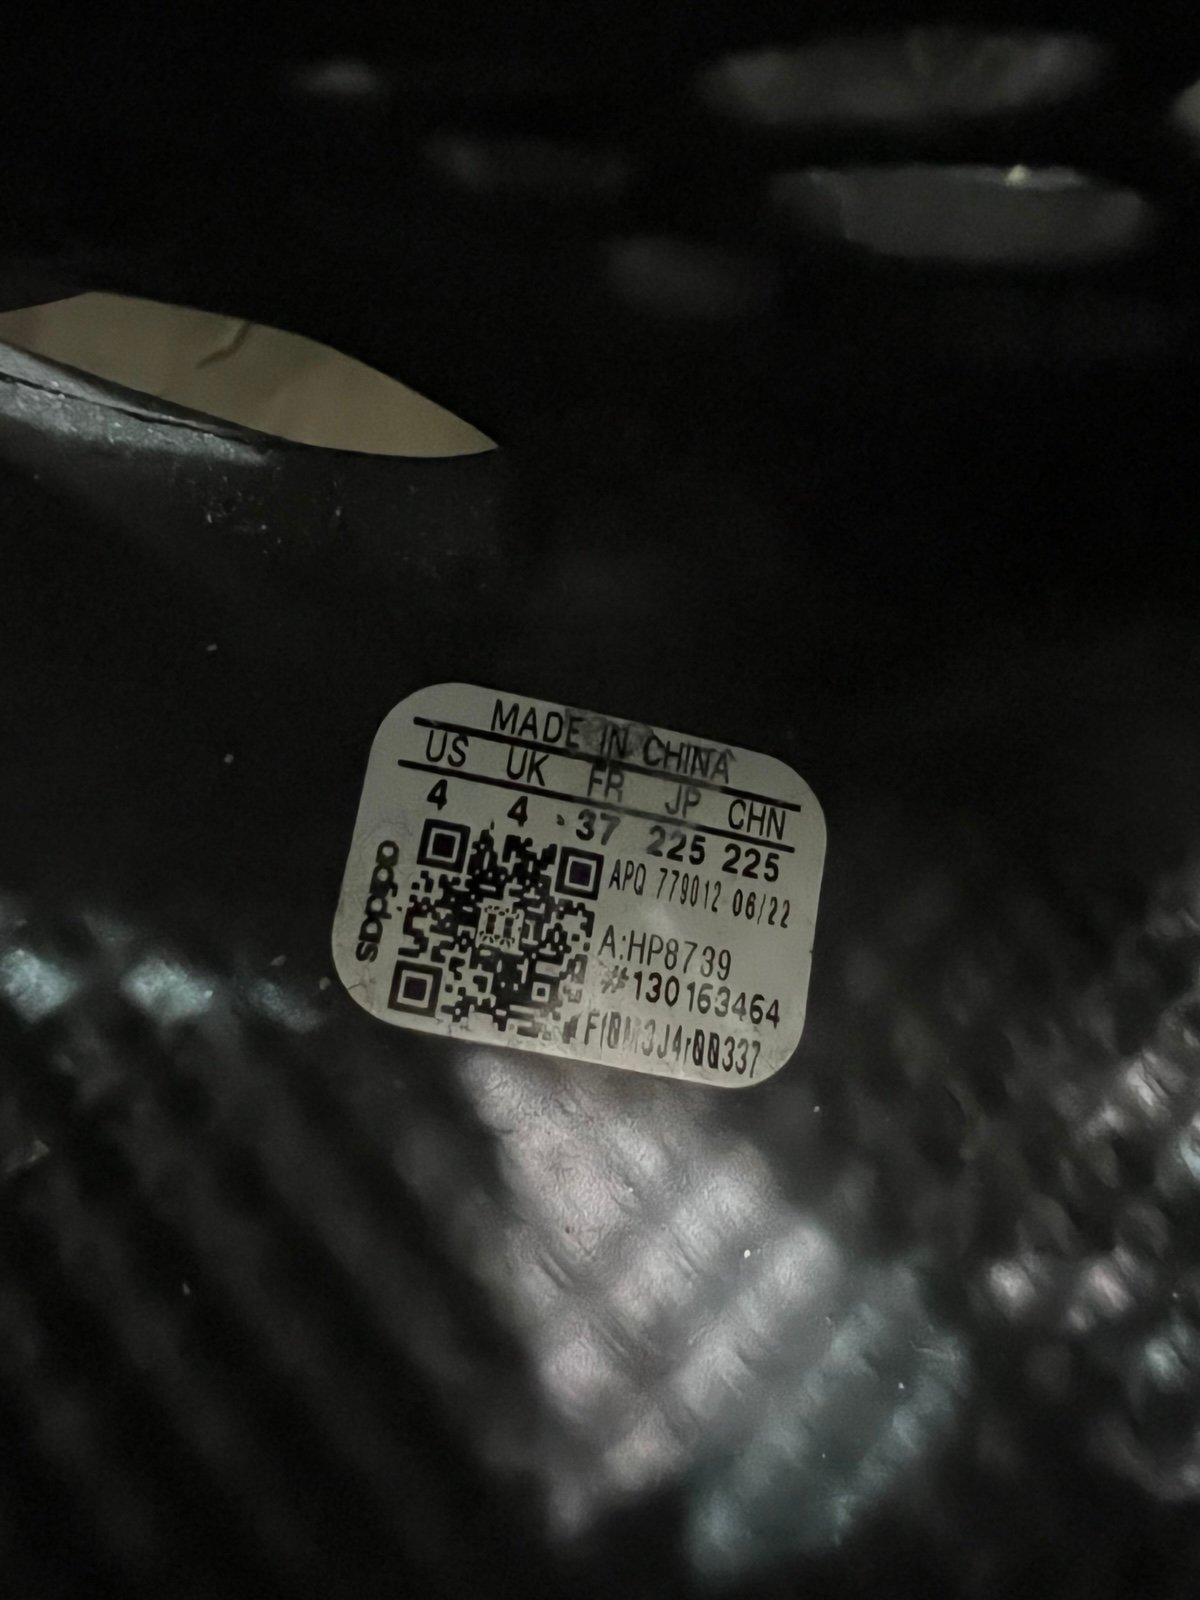 MADE IN CHINA
US UK FR JP CHN
4 4 37 225 225
APQ 779012 06/22
A:HP8739
#130163464